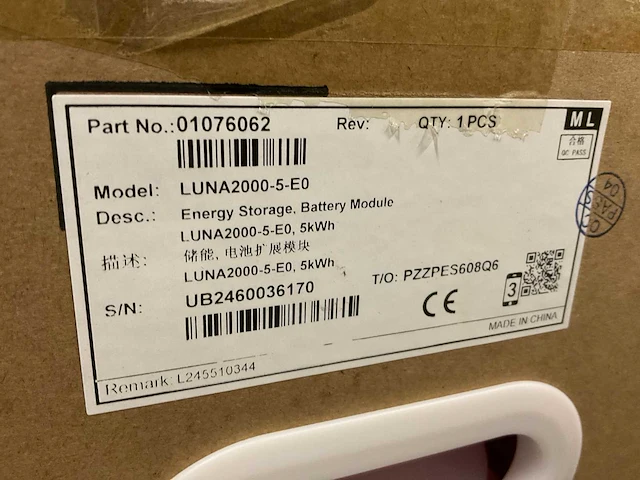 Part No.:01076062 Rev: QTY: 1 PCS ML
合格
QC PASS
Model: LUNA2000-5-E0
Desc.: Energy Storage, Battery Module
LUNA2000-5-E0, 5kWh
描述: 储能, 电池扩展模块
LUNA2000-5-E0, 5kWh
S/N: UB2460036170
T/O: PZZPES608Q6
CE
3
MADE IN CHINA
Remark: L245510344
PASS
04